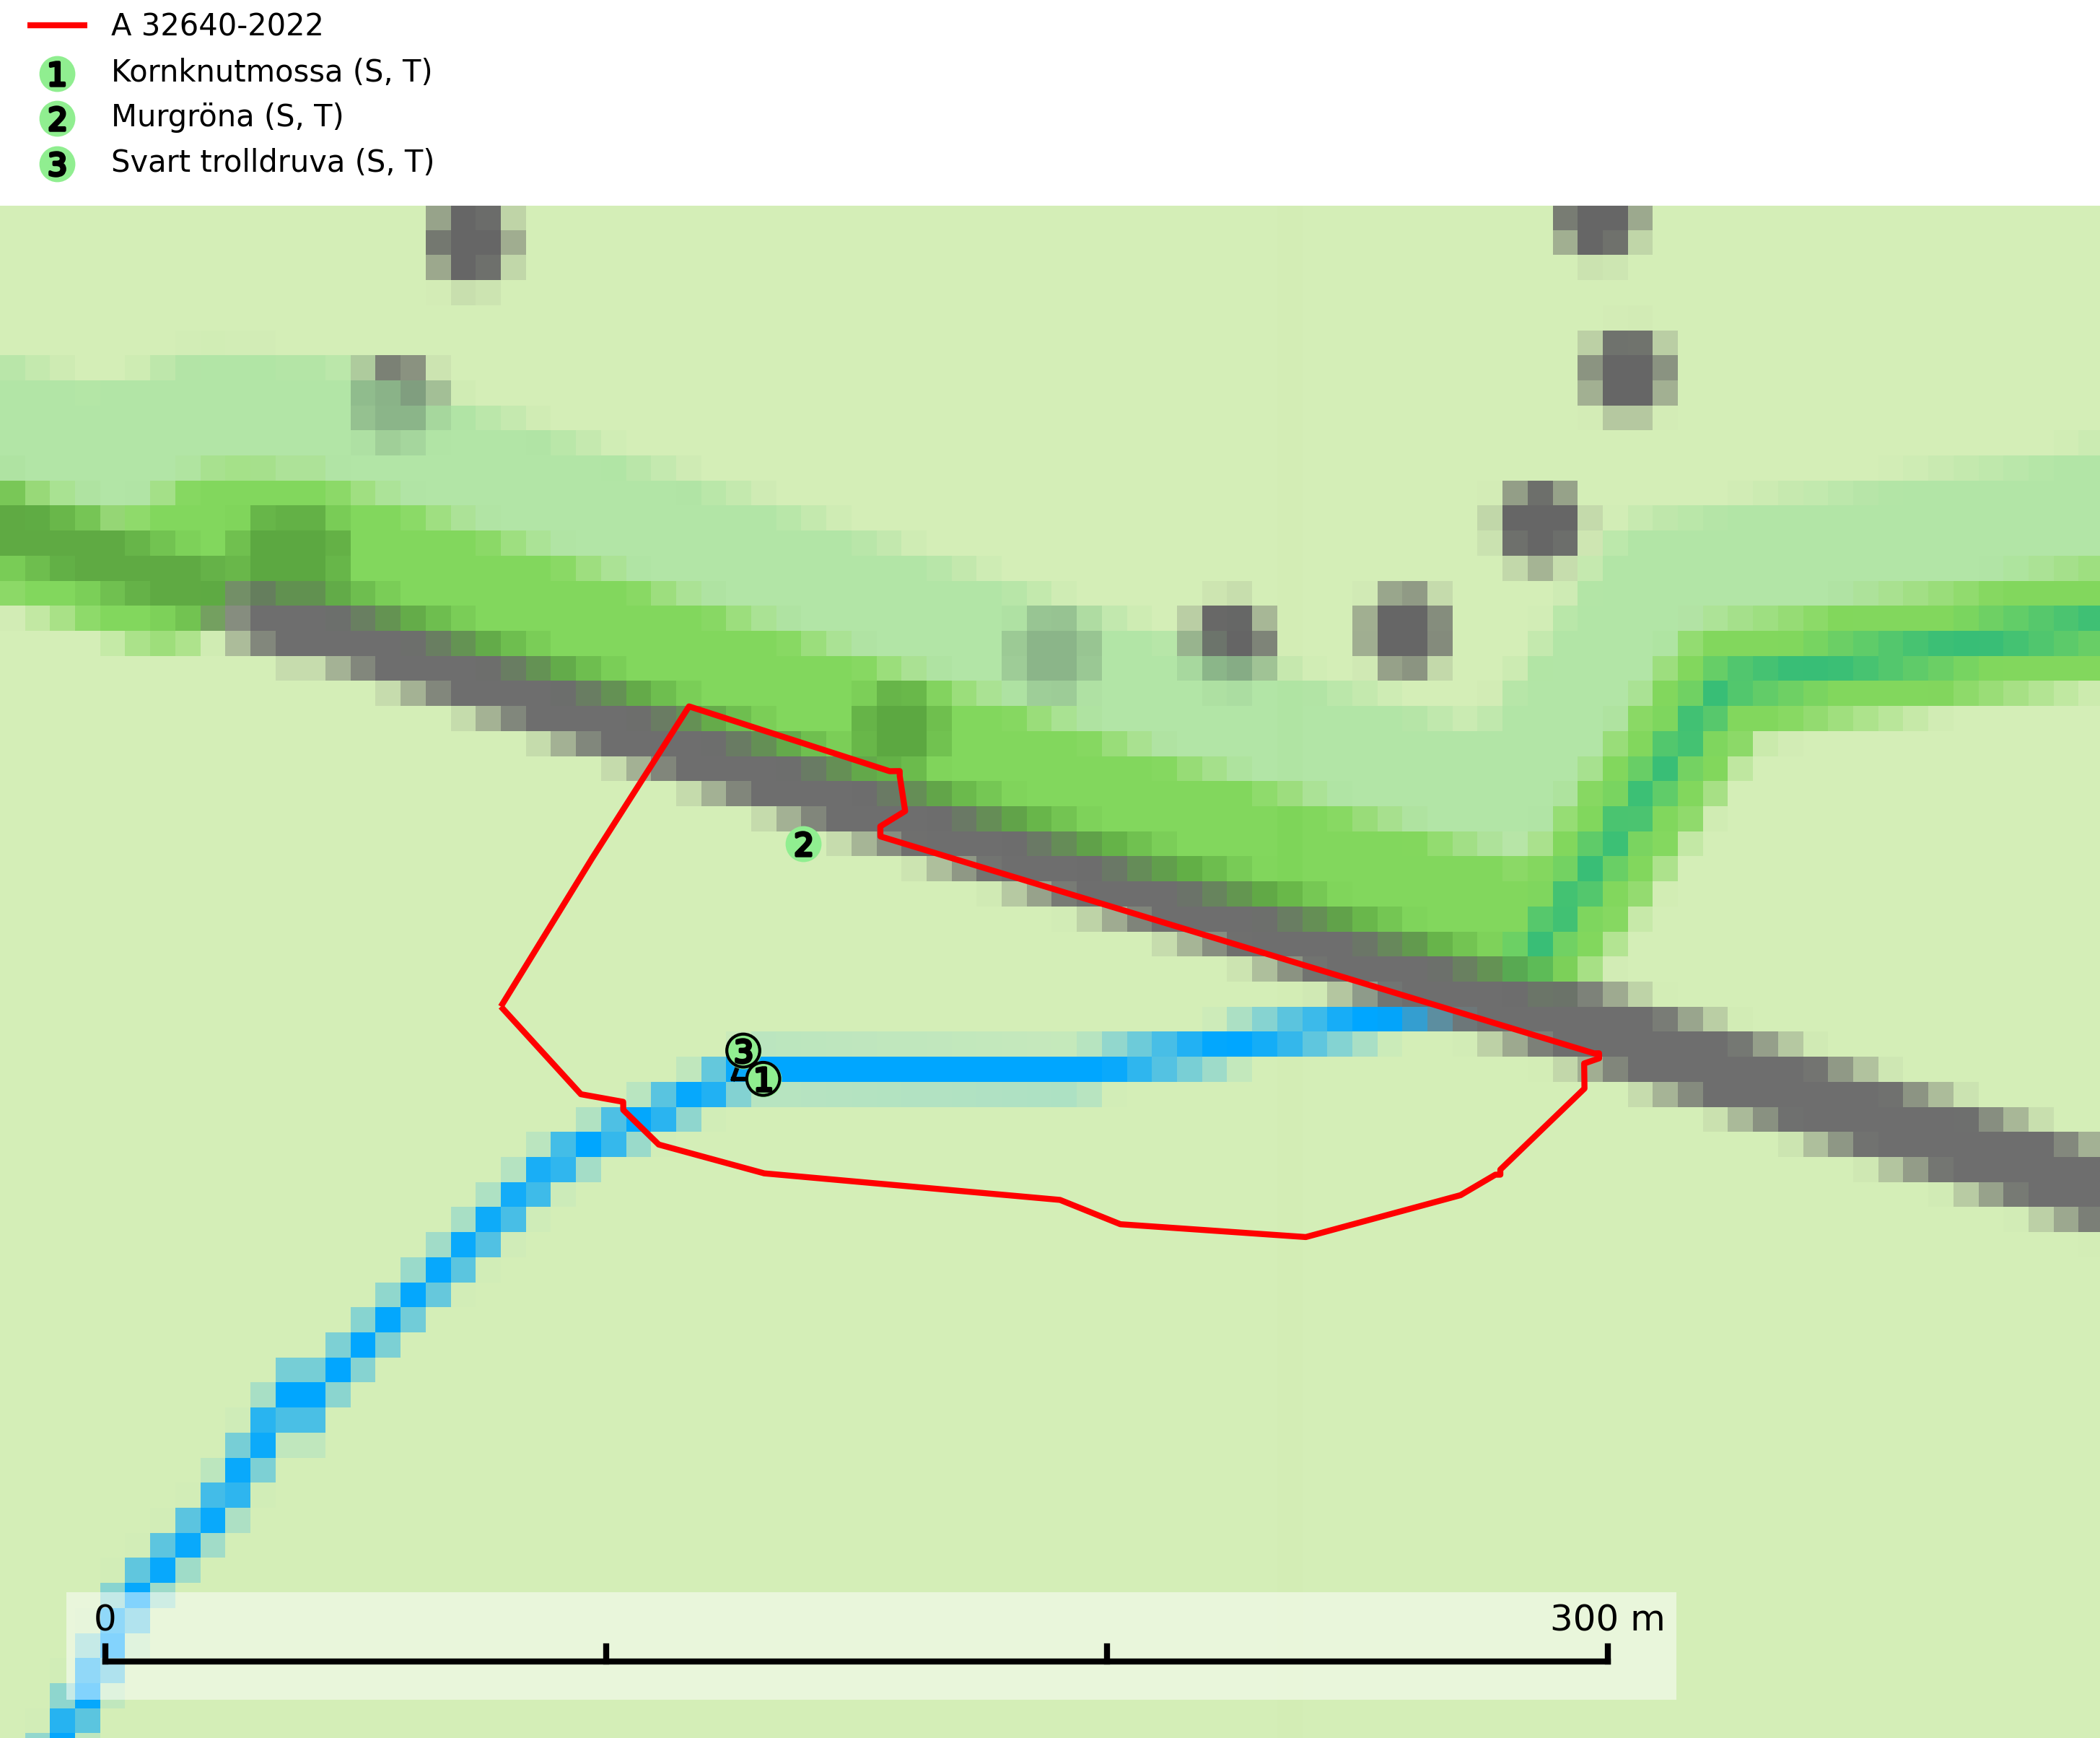 A 32640-2022
1 Kornknutmossa (S, T)
2 Murgröna (S, T)
3 Svart trolldruva (S, T)
2
3
1
0 300 m